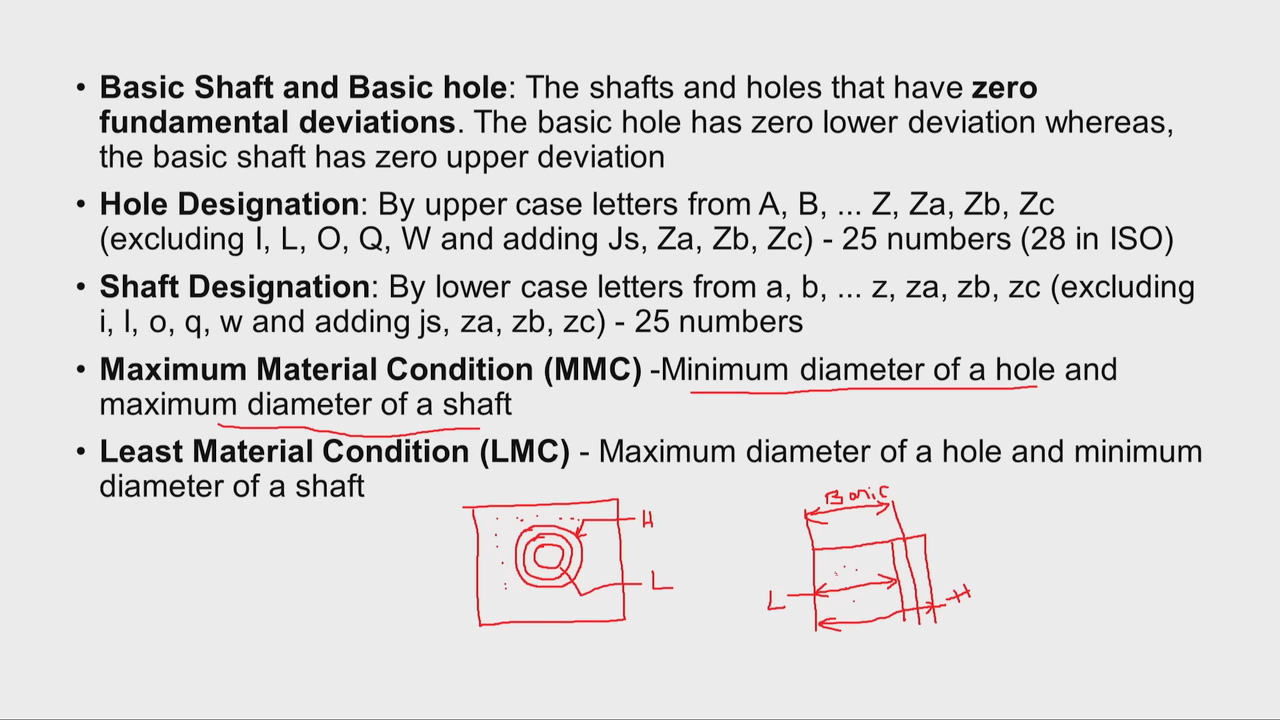 • Basic Shaft and Basic hole: The shafts and holes that have zero
fundamental deviations. The basic hole has zero lower deviation whereas,
the basic shaft has zero upper deviation
• Hole Designation: By upper case letters from A, B, ... Z, Za, Zb, Zc
(excluding I, L, O, Q, W and adding Js, Za, Zb, Zc) - 25 numbers (28 in ISO)
• Shaft Designation: By lower case letters from a, b, ... z, za, zb, zc (excluding
i, l, o, q, w and adding js, za, zb, zc) - 25 numbers
• Maximum Material Condition (MMC) -Minimum diameter of a hole and
maximum diameter of a shaft
• Least Material Condition (LMC) - Maximum diameter of a hole and minimum
diameter of a shaft
Basic
H
L
L
H